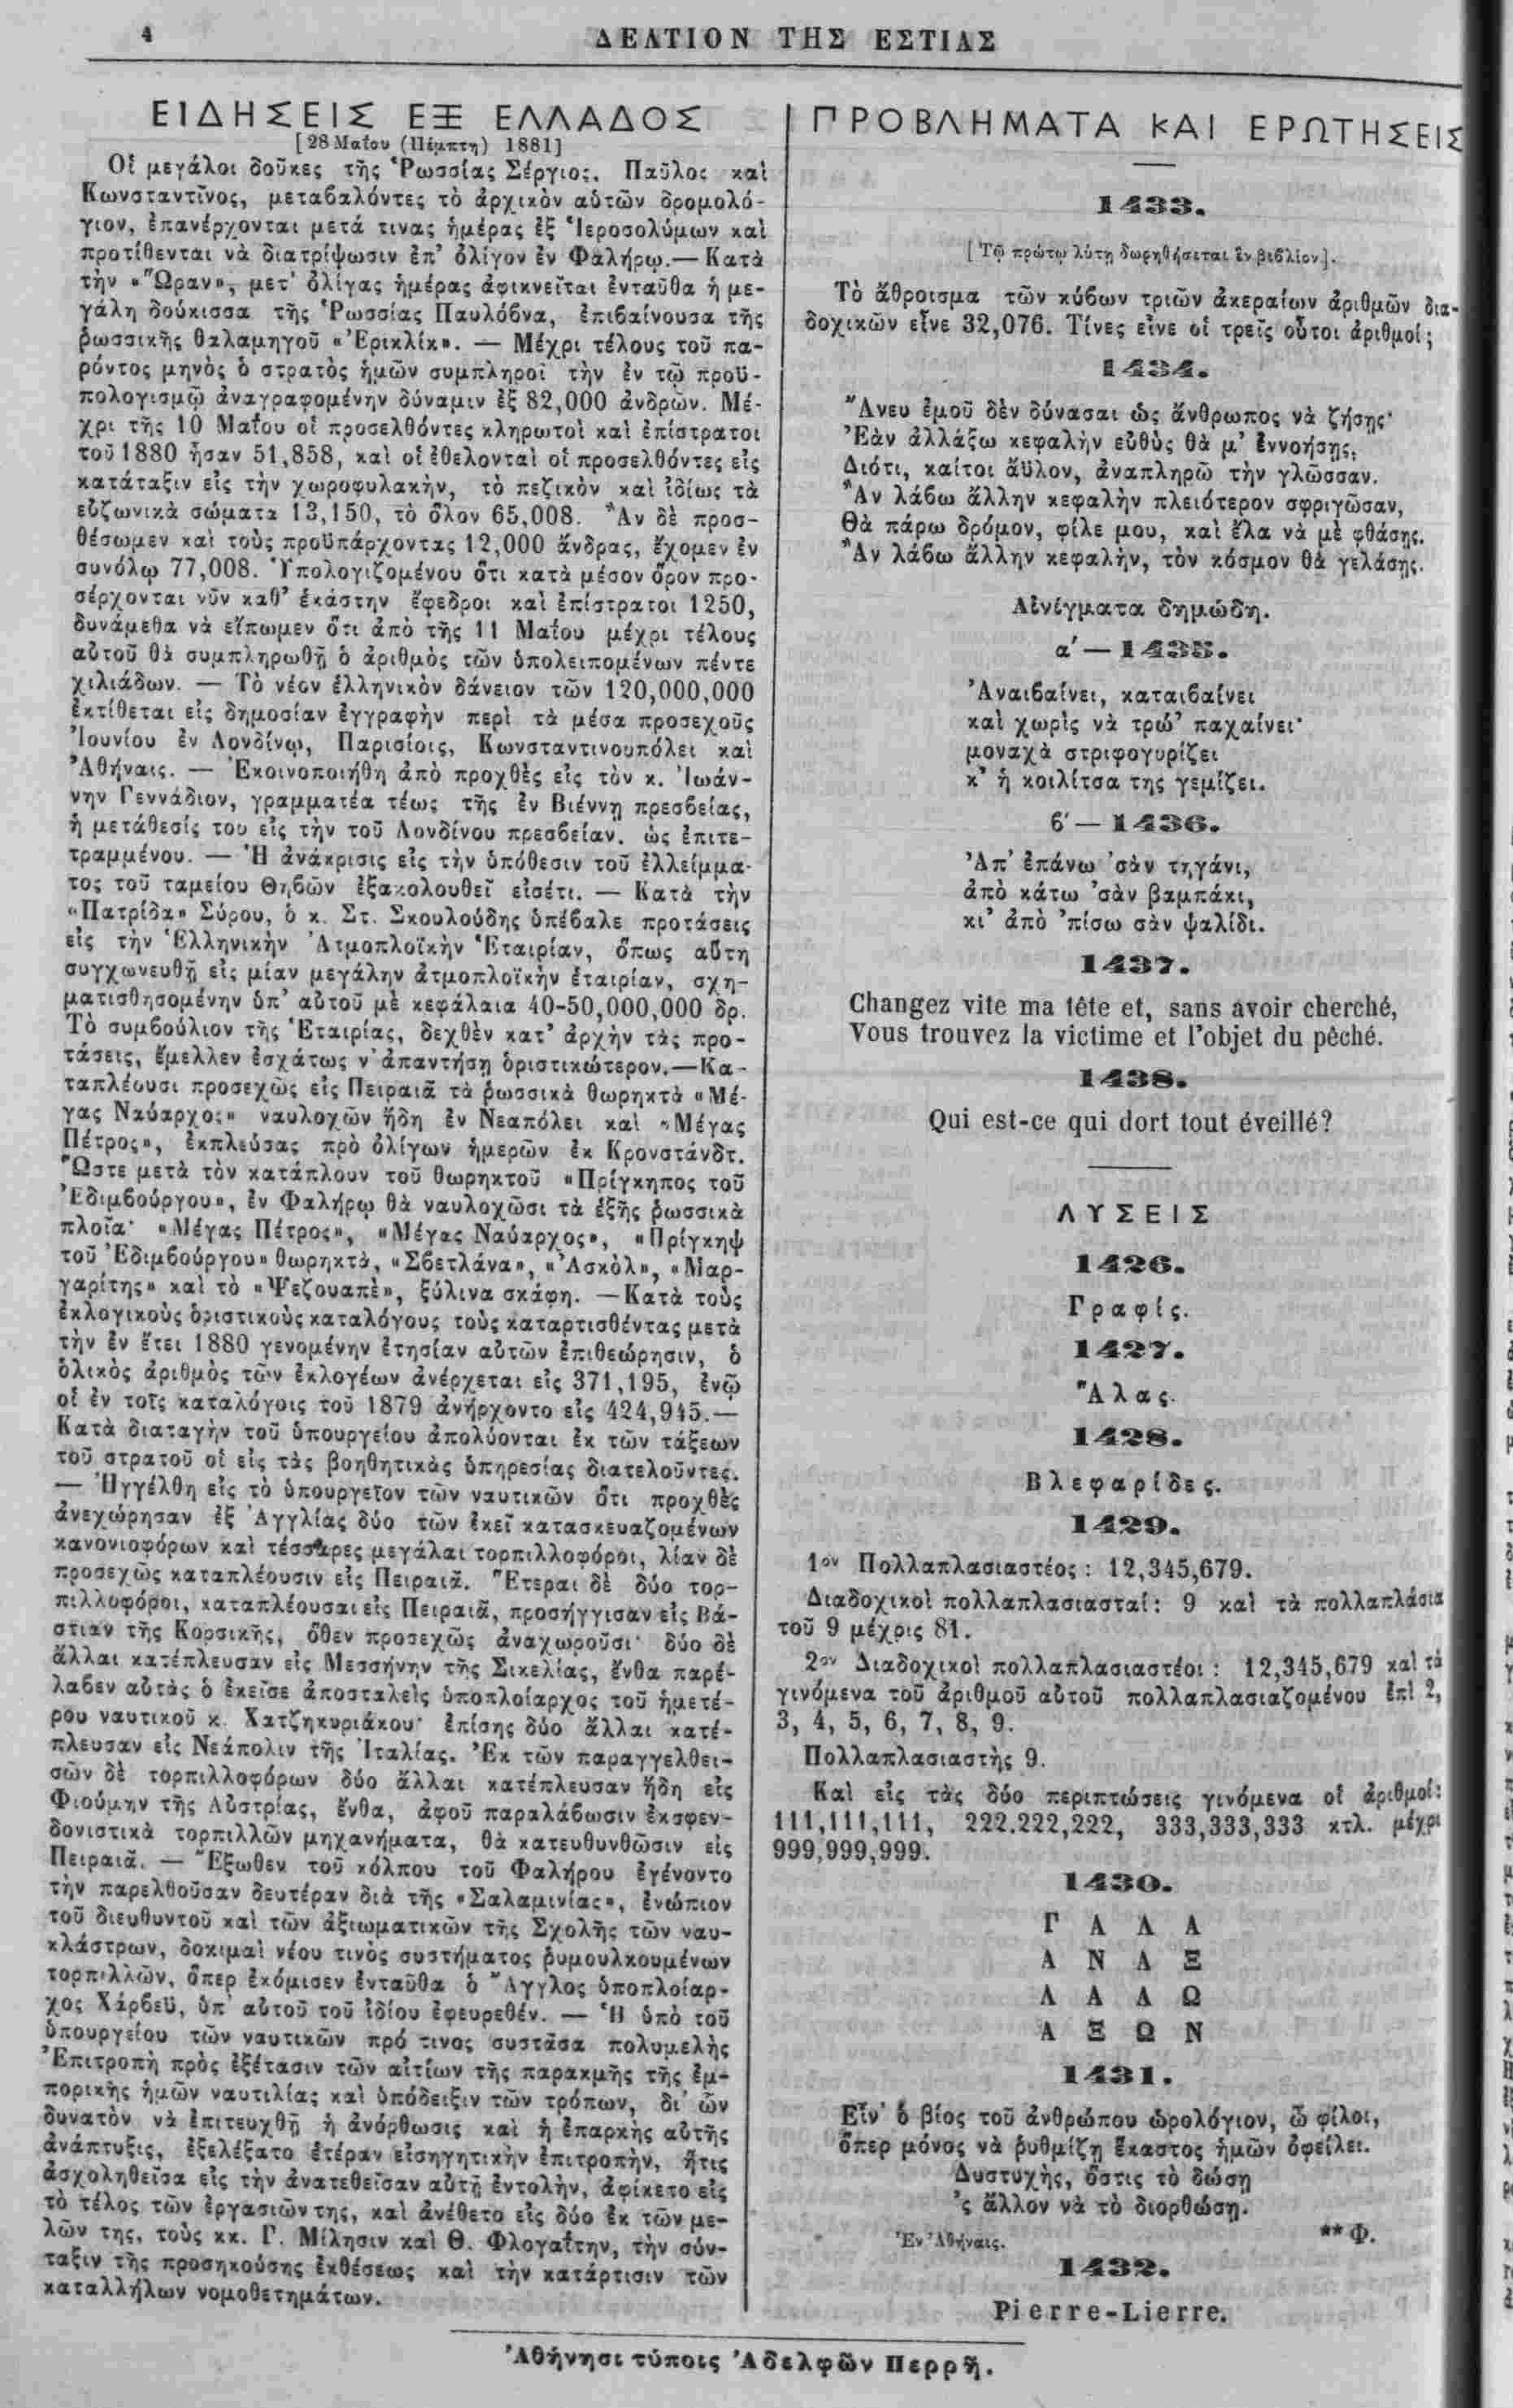 4
ΔΕΛΤΙΟΝ ΤΗΣ ΕΣΤΙΑΣ
ΕΙΔΗΣΕΙΣ ΕΞ ΕΛΛΑΔΟΣ
[28 Μαΐου (Πέμπτη) 1881]
Οἱ μεγάλοι δοῦκες τῆς Ῥωσσίας Σέργιος, Παῦλος καὶ
Κωνσταντῖνος, μεταβαλόντες τὸ ἀρχικὸν αὑτῶν δρομολό-
γιον, ἐπανέρχονται μετά τινας ἡμέρας ἐξ Ἱεροσολύμων καὶ
προτίθενται νὰ διατρίψωσιν ἐπ' ὀλίγον ἐν Φαλήρῳ.— Κατὰ
τὴν «Ὥραν», μετ' ὀλίγας ἡμέρας ἀφικνεῖται ἐνταῦθα ἡ με-
γάλη δούκισσα τῆς Ῥωσσίας Παυλόβνα, ἐπιβαίνουσα τῆς
ῥωσσικῆς θαλαμηγοῦ «Ἐρικλίκ». — Μέχρι τέλους τοῦ πα-
ρόντος μηνὸς ὁ στρατὸς ἡμῶν συμπληροῖ τὴν ἐν τῷ προϋ-
πολογισμῷ ἀναγραφομένην δύναμιν ἐξ 82,000 ἀνδρῶν. Μέ-
χρι τῆς 10 Μαΐου οἱ προσελθόντες κληρωτοὶ καὶ ἐπίστρατοι
τοῦ 1880 ἦσαν 51,858, καὶ οἱ ἐθελονταὶ οἱ προσελθόντες εἰς
κατάταξιν εἰς τὴν χωροφυλακὴν, τὸ πεζικὸν καὶ ἰδίως τὰ
εὐζωνικὰ σώματα 13,150, τὸ ὅλον 65,008. Ἂν δὲ προσ-
θέσωμεν καὶ τοὺς προϋπάρχοντας 12,000 ἄνδρας, ἔχομεν ἐν
συνόλῳ 77,008. Ὑπολογιζομένου ὅτι κατὰ μέσον ὅρον προ-
σέρχονται νῦν καθ' ἑκάστην ἔφεδροι καὶ ἐπίστρατοι 1250,
δυνάμεθα νὰ εἴπωμεν ὅτι ἀπὸ τῆς 11 Μαΐου μέχρι τέλους
αὐτοῦ θὰ συμπληρωθῇ ὁ ἀριθμὸς τῶν ὑπολειπομένων πέντε
χιλιάδων. — Τὸ νέον ἑλληνικὸν δάνειον τῶν 120,000,000
ἐκτίθεται εἰς δημοσίαν ἐγγραφὴν περὶ τὰ μέσα προσεχοῦς
Ἰουνίου ἐν Λονδίνῳ, Παρισίοις, Κωνσταντινουπόλει καὶ
Ἀθήναις. — Ἐκοινοποιήθη ἀπὸ προχθὲς εἰς τὸν κ. Ἰωάν-
νην Γεννάδιον, γραμματέα τέως τῆς ἐν Βιέννῃ πρεσβείας,
ἡ μετάθεσίς του εἰς τὴν τοῦ Λονδίνου πρεσβείαν, ὡς ἐπιτε-
τραμμένου. — Ἡ ἀνάκρισις εἰς τὴν ὑπόθεσιν τοῦ ἐλλείμμα-
τος τοῦ ταμείου Θηβῶν ἐξακολουθεῖ εἰσέτι. — Κατὰ τὴν
«Πατρίδα» Σύρου, ὁ κ. Στ. Σκουλούδης ὑπέβαλε προτάσεις
εἰς τὴν Ἑλληνικὴν Ἀτμοπλοϊκὴν Ἑταιρίαν, ὅπως αὕτη
συγχωνευθῇ εἰς μίαν μεγάλην ἀτμοπλοϊκὴν ἑταιρίαν, σχη-
ματισθησομένην ὑπ' αὐτοῦ μὲ κεφάλαια 40-50,000,000 δρ.
Τὸ συμβούλιον τῆς Ἑταιρίας, δεχθὲν κατ' ἀρχὴν τὰς προ-
τάσεις, ἔμελλεν ἐσχάτως ν' ἀπαντήσῃ ὁριστικώτερον.—Κα-
ταπλέουσι προσεχῶς εἰς Πειραιᾶ τὰ ῥωσσικὰ θωρηκτὰ «Μέ-
γας Ναύαρχος» ναυλοχῶν ἤδη ἐν Νεαπόλει καὶ «Μέγας
Πέτρος», ἐκπλεύσας πρὸ ὀλίγων ἡμερῶν ἐκ Κρονστάνδτ.
Ὥστε μετὰ τὸν κατάπλουν τοῦ θωρηκτοῦ «Πρίγκηπος τοῦ
Ἐδιμβούργου», ἐν Φαλήρῳ θὰ ναυλοχῶσι τὰ ἑξῆς ῥωσσικὰ
πλοῖα· «Μέγας Πέτρος», «Μέγας Ναύαρχος», «Πρίγκηψ
τοῦ Ἐδιμβούργου» θωρηκτὰ, «Σβετλάνα», «Ἀσκὸλ», «Μαρ-
γαρίτης» καὶ τὸ «Ψεζουαπὲ», ξύλινα σκάφη. —Κατὰ τοὺς
ἐκλογικοὺς ὁριστικοὺς καταλόγους τοὺς καταρτισθέντας μετὰ
τὴν ἐν ἔτει 1880 γενομένην ἐτησίαν αὐτῶν ἐπιθεώρησιν, ὁ
ὁλικὸς ἀριθμὸς τῶν ἐκλογέων ἀνέρχεται εἰς 371,195, ἐνῷ
οἱ ἐν τοῖς καταλόγοις τοῦ 1879 ἀνήρχοντο εἰς 424,945.—
Κατὰ διαταγὴν τοῦ ὑπουργείου ἀπολύονται ἐκ τῶν τάξεων
τοῦ στρατοῦ οἱ εἰς τὰς βοηθητικὰς ὑπηρεσίας διατελοῦντες.
— Ἠγγέλθη εἰς τὸ ὑπουργεῖον τῶν ναυτικῶν ὅτι προχθὲς
ἀνεχώρησαν ἐξ Ἀγγλίας δύο τῶν ἐκεῖ κατασκευαζομένων
κανονιοφόρων καὶ τέσσαρες μεγάλαι τορπιλλοφόροι, λίαν δὲ
προσεχῶς καταπλέουσιν εἰς Πειραιᾶ. Ἕτεραι δὲ δύο τορ-
πιλλοφόροι, καταπλέουσαι εἰς Πειραιᾶ, προσήγγισαν εἰς Βά-
στιαν τῆς Κορσικῆς, ὅθεν προσεχῶς ἀναχωροῦσι· δύο δὲ
ἄλλαι κατέπλευσαν εἰς Μεσσήνην τῆς Σικελίας, ἔνθα παρέ-
λαβεν αὐτὰς ὁ ἐκεῖσε ἀποσταλεὶς ὑποπλοίαρχος τοῦ ἡμετέ-
ρου ναυτικοῦ κ. Χατζηκυριάκου· ἐπίσης δύο ἄλλαι κατέ-
πλευσαν εἰς Νεάπολιν τῆς Ἰταλίας. Ἐκ τῶν παραγγελθει-
σῶν δὲ τορπιλλοφόρων δύο ἄλλαι κατέπλευσαν ἤδη εἰς
Φιούμην τῆς Αὐστρίας, ἔνθα, ἀφοῦ παραλάβωσιν ἐκσφεν-
δονιστικὰ τορπιλλῶν μηχανήματα, θὰ κατευθυνθῶσιν εἰς
Πειραιᾶ. — Ἔξωθεν τοῦ κόλπου τοῦ Φαλήρου ἐγένοντο
τὴν παρελθοῦσαν δευτέραν διὰ τῆς «Σαλαμινίας», ἐνώπιον
τοῦ διευθυντοῦ καὶ τῶν ἀξιωματικῶν τῆς Σχολῆς τῶν ναυ-
κλάστρων, δοκιμαὶ νέου τινὸς συστήματος ῥυμουλκουμένων
τορπιλλῶν, ὅπερ ἐκόμισεν ἐνταῦθα ὁ Ἄγγλος ὑποπλοίαρ-
χος Χάρβεϋ, ὑπ' αὐτοῦ τοῦ ἰδίου ἐφευρεθέν. — Ἡ ὑπὸ τοῦ
ὑπουργείου τῶν ναυτικῶν πρό τινος συστᾶσα πολυμελὴς
Ἐπιτροπὴ πρὸς ἐξέτασιν τῶν αἰτίων τῆς παρακμῆς τῆς ἐμ-
πορικῆς ἡμῶν ναυτιλίας καὶ ὑπόδειξιν τῶν τρόπων, δι' ὧν
δυνατὸν νὰ ἐπιτευχθῇ ἡ ἀνόρθωσις καὶ ἡ ἐπαρκὴς αὐτῆς
ἀνάπτυξις, ἐξελέξατο ἑτέραν εἰσηγητικὴν ἐπιτροπὴν, ἥτις
ἀσχοληθεῖσα εἰς τὴν ἀνατεθεῖσαν αὐτῇ ἐντολὴν, ἀφίκετο εἰς
τὸ τέλος τῶν ἐργασιῶν της, καὶ ἀνέθετο εἰς δύο ἐκ τῶν με-
λῶν της, τοὺς κκ. Γ. Μίλησιν καὶ Θ. Φλογαΐτην, τὴν σύν-
ταξιν τῆς προσηκούσης ἐκθέσεως καὶ τὴν κατάρτισιν τῶν
καταλλήλων νομοθετημάτων.
ΠΡΟΒΛΗΜΑΤΑ ΚΑΙ ΕΡΩΤΗΣΕΙΣ
1433.
[Τῷ πρώτῳ λύτῃ δωρηθήσεται ἓν βιβλίον].
Τὸ ἄθροισμα τῶν κύβων τριῶν ἀκεραίων ἀριθμῶν δια-
δοχικῶν εἶνε 32,076. Τίνες εἶνε οἱ τρεῖς οὗτοι ἀριθμοί;
1434.
Ἄνευ ἐμοῦ δὲν δύνασαι ὡς ἄνθρωπος νὰ ζήσῃς·
Ἐὰν ἀλλάξω κεφαλὴν εὐθὺς θὰ μ' ἐννοήσῃς,
Διότι, καίτοι ἄϋλον, ἀναπληρῶ τὴν γλῶσσαν.
Ἂν λάβω ἄλλην κεφαλὴν πλειότερον σφριγῶσαν,
Θὰ πάρω δρόμον, φίλε μου, καὶ ἔλα νὰ μὲ φθάσῃς.
Ἂν λάβω ἄλλην κεφαλὴν, τὸν κόσμον θὰ γελάσῃς.
Αἰνίγματα δημώδη.
α' — 1435.
Ἀναιβαίνει, καταιβαίνει
καὶ χωρὶς νὰ τρώ' παχαίνει·
μοναχὰ στριφογυρίζει
κ' ἡ κοιλίτσα της γεμίζει.
β' — 1436.
Ἀπ' ἐπάνω 'σὰν τηγάνι,
ἀπὸ κάτω 'σὰν βαμπάκι,
κι' ἀπὸ 'πίσω σὰν ψαλίδι.
1437.
Changez vite ma tête et, sans avoir cherché,
Vous trouvez la victime et l'objet du pêché.
1438.
Qui est-ce qui dort tout éveillé?
ΛΥΣΕΙΣ
1426.
Γραφίς.
1427.
Ἅλας.
1428.
Βλεφαρίδες.
1429.
1ον Πολλαπλασιαστέος : 12,345,679.
Διαδοχικοὶ πολλαπλασιασταί: 9 καὶ τὰ πολλαπλάσια
τοῦ 9 μέχρις 81.
2ον Διαδοχικοὶ πολλαπλασιαστέοι : 12,345,679 καὶ τὰ
γινόμενα τοῦ ἀριθμοῦ αὐτοῦ πολλαπλασιαζομένου ἐπὶ 2,
3, 4, 5, 6, 7, 8, 9.
Πολλαπλασιαστὴς 9.
Καὶ εἰς τὰς δύο περιπτώσεις γινόμενα οἱ ἀριθμοί:
111,111,111, 222.222,222, 333,333,333 κτλ. μέχρι
999,999,999.
1430.
Γ Α Λ Α
Α Ν Α Ξ
Λ Α Λ Ω
Α Ξ Ω Ν
1431.
Εἶν' ὁ βίος τοῦ ἀνθρώπου ὡρολόγιον, ὦ φίλοι,
ὅπερ μόνος νὰ ῥυθμίζῃ ἕκαστος ἡμῶν ὀφείλει.
Δυστυχὴς, ὅστις τὸ δώσῃ
'ς ἄλλον νὰ τὸ διορθώσῃ.
Ἐν Ἀθήναις.
**Φ.
1432.
Pierre-Lierre.
Ἀθήνησι τύποις Ἀδελφῶν Περρῆ.